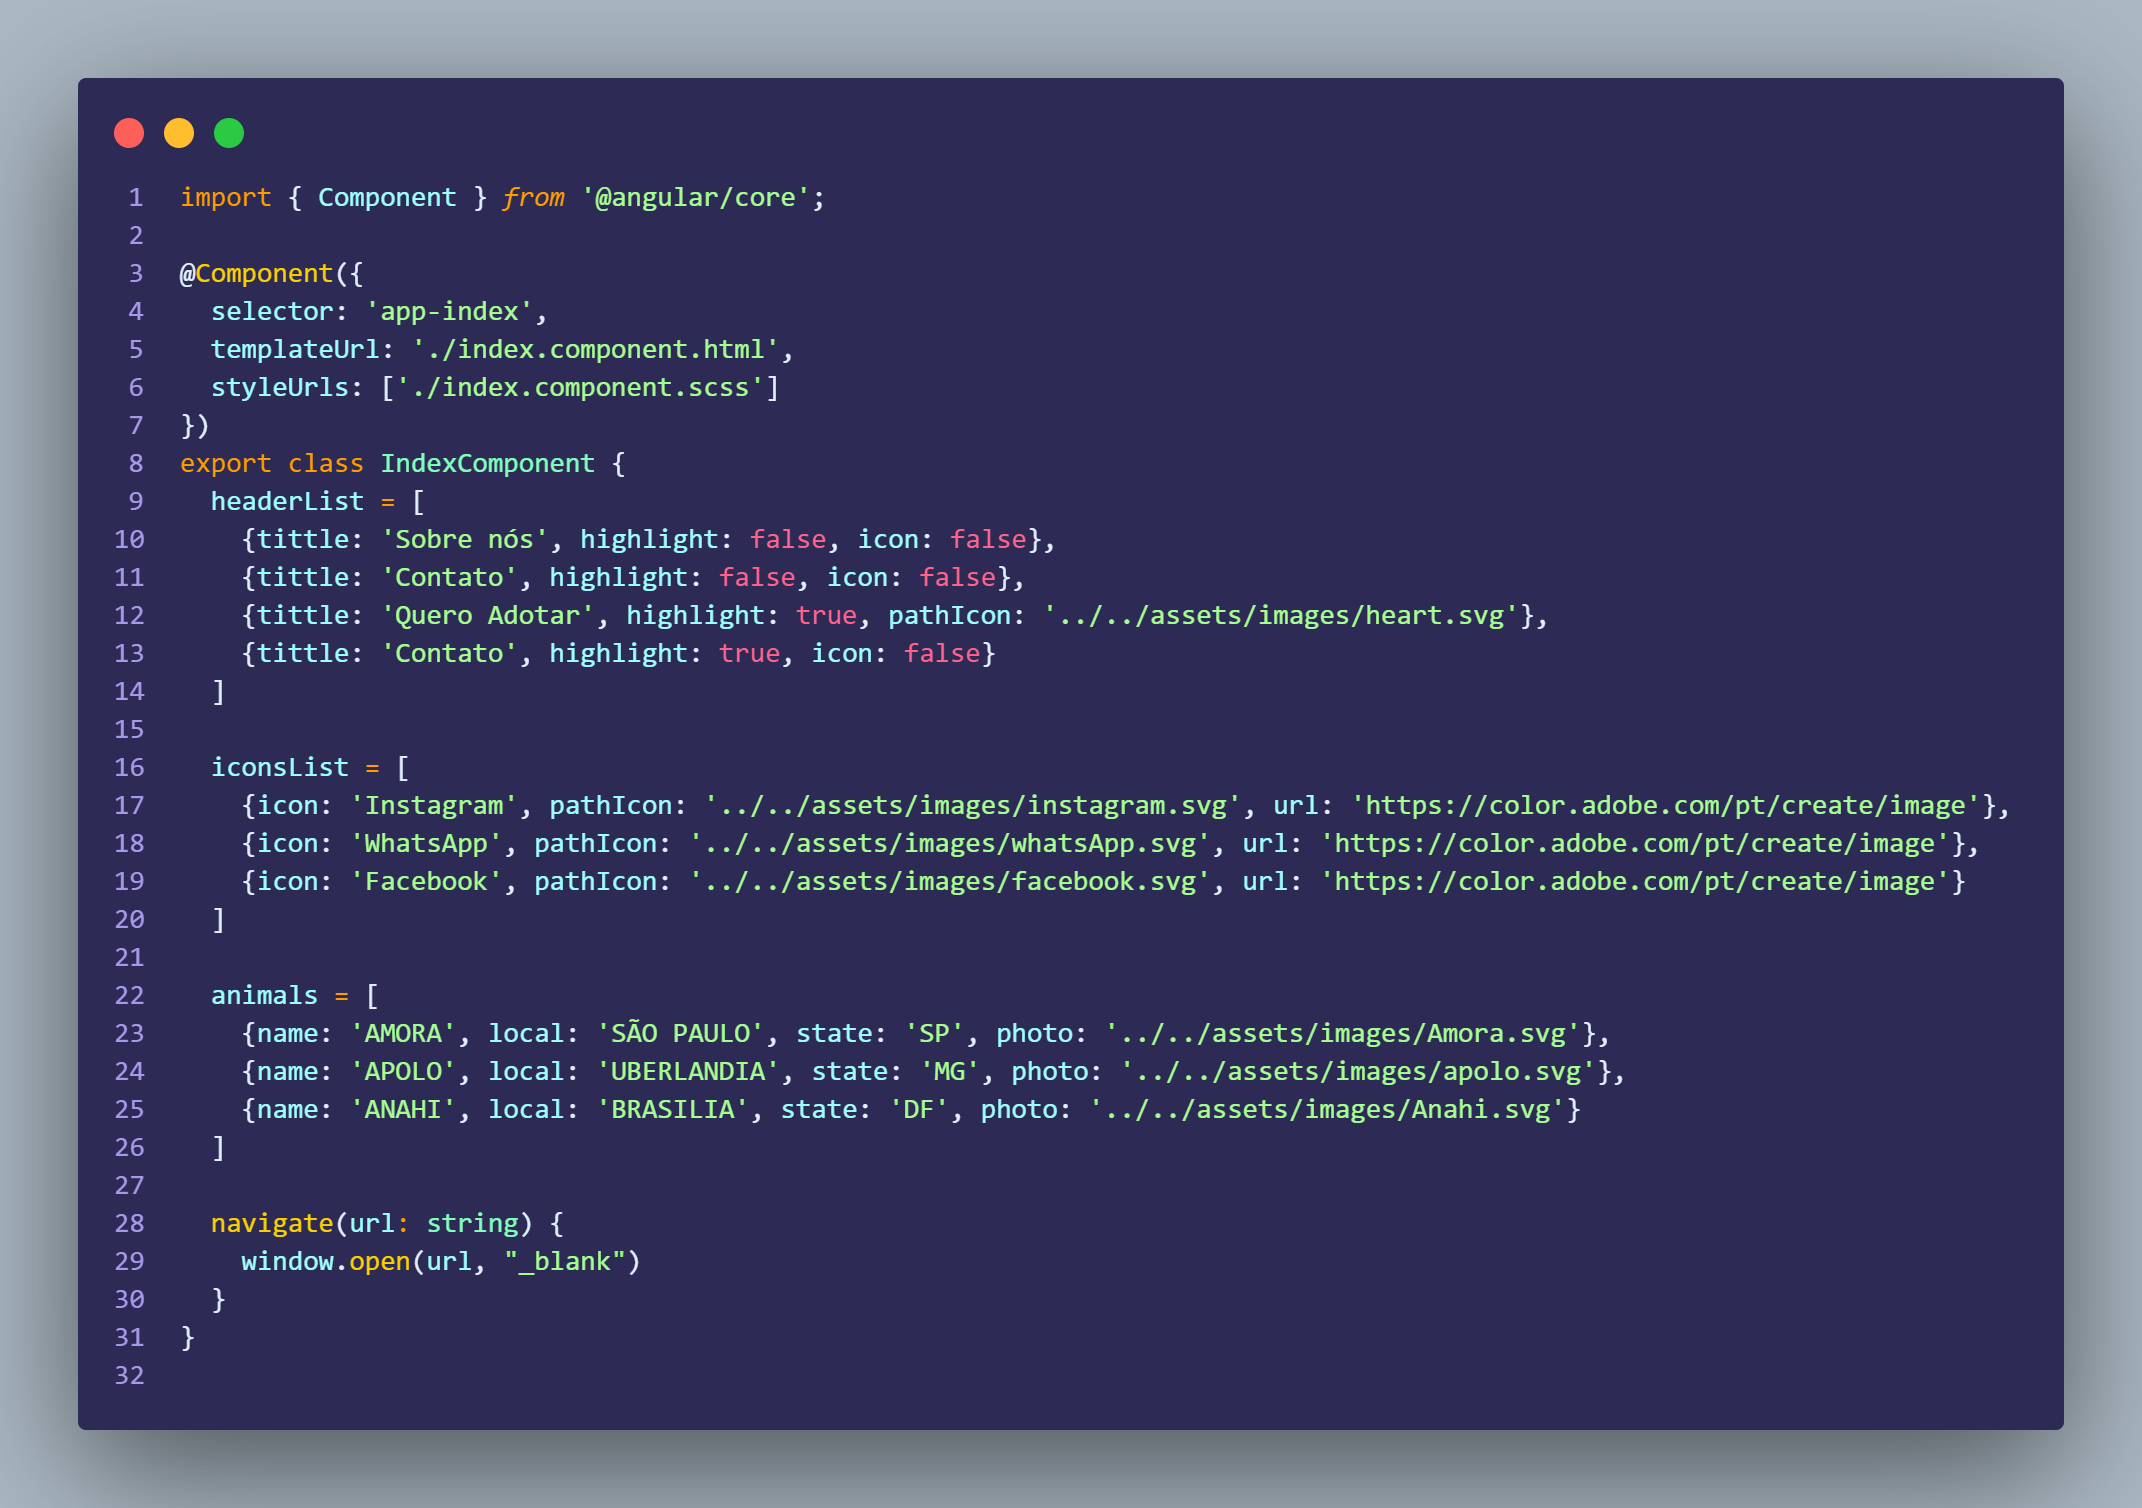 1 import { Component } from '@angular/core';
2
3 @Component({
4   selector: 'app-index',
5   templateUrl: './index.component.html',
6   styleUrls: ['./index.component.scss']
7 })
8 export class IndexComponent {
9   headerList = [
10     {tittle: 'Sobre nós', highlight: false, icon: false},
11     {tittle: 'Contato', highlight: false, icon: false},
12     {tittle: 'Quero Adotar', highlight: true, pathIcon: '../../assets/images/heart.svg'},
13     {tittle: 'Contato', highlight: true, icon: false}
14   ]
15
16   iconsList = [
17     {icon: 'Instagram', pathIcon: '../../assets/images/instagram.svg', url: 'https://color.adobe.com/pt/create/image'},
18     {icon: 'WhatsApp', pathIcon: '../../assets/images/whatsApp.svg', url: 'https://color.adobe.com/pt/create/image'},
19     {icon: 'Facebook', pathIcon: '../../assets/images/facebook.svg', url: 'https://color.adobe.com/pt/create/image'}
20   ]
21
22   animals = [
23     {name: 'AMORA', local: 'SÃO PAULO', state: 'SP', photo: '../../assets/images/Amora.svg'},
24     {name: 'APOLO', local: 'UBERLANDIA', state: 'MG', photo: '../../assets/images/apolo.svg'},
25     {name: 'ANAHI', local: 'BRASILIA', state: 'DF', photo: '../../assets/images/Anahi.svg'}
26   ]
27
28   navigate(url: string) {
29     window.open(url, "_blank")
30   }
31 }
32